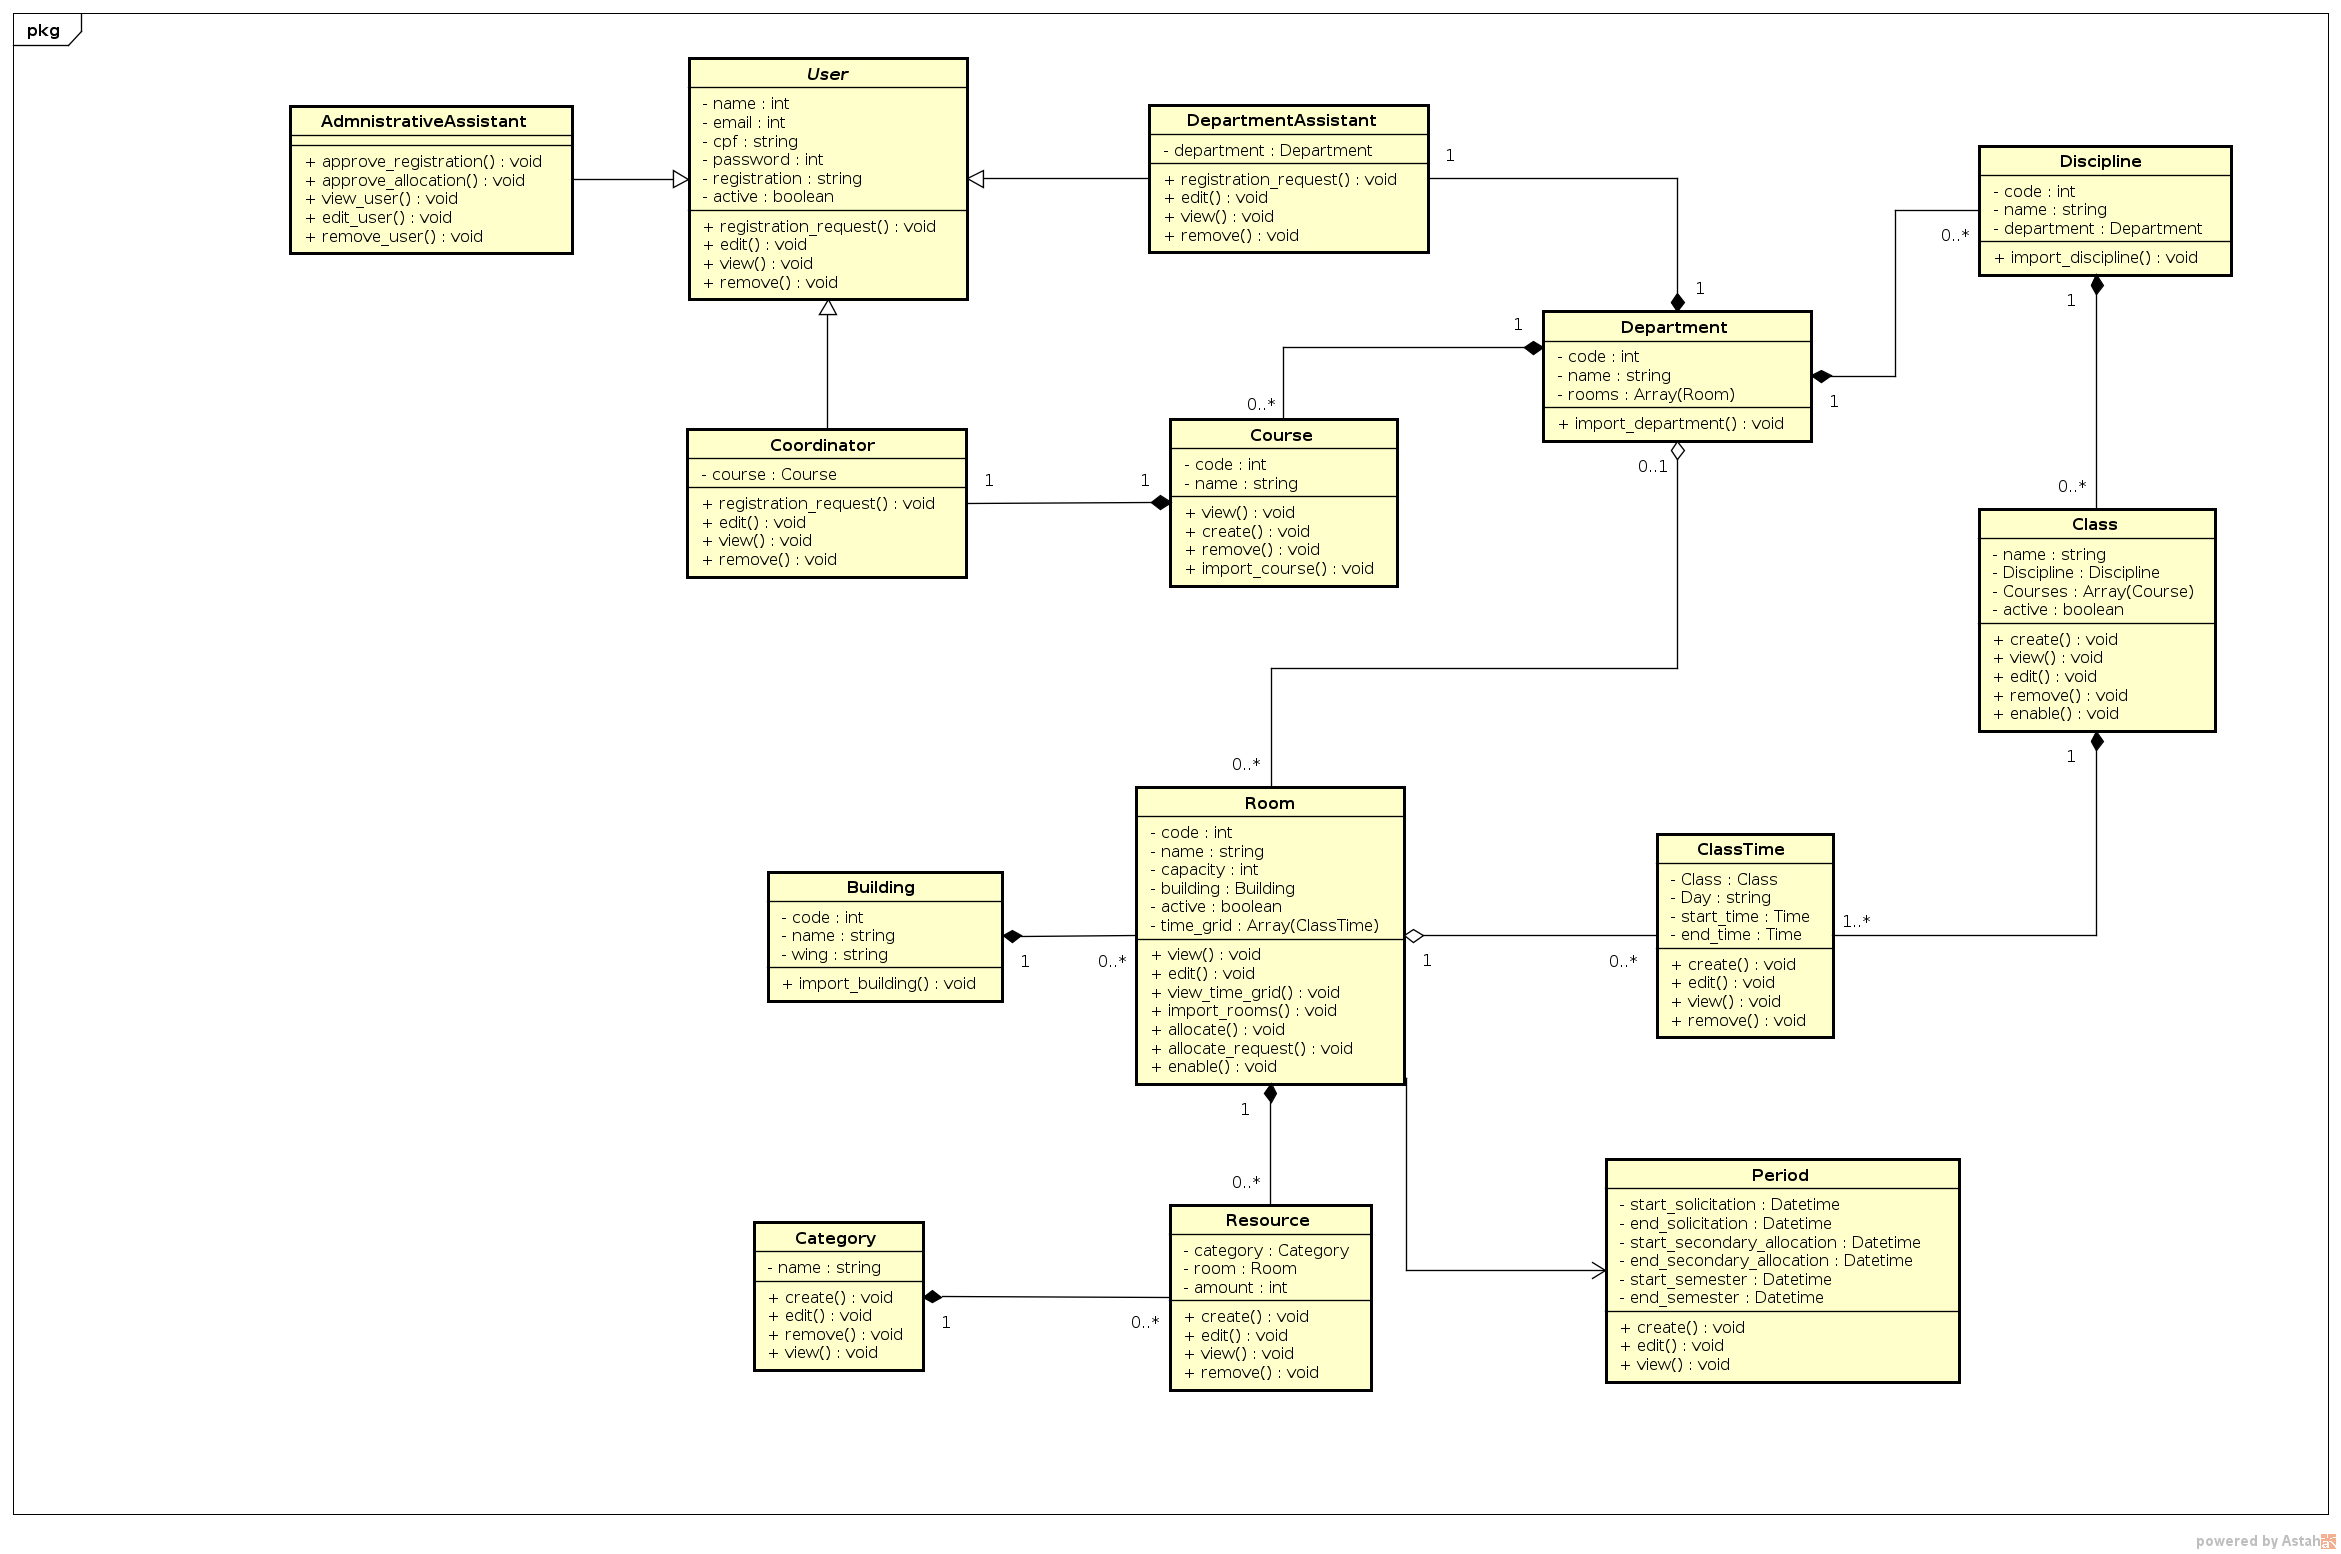 pkg
User
- name : int
- email : int
- cpf : string
- password : int
- registration : string
- active : boolean
+ registration_request() : void
+ edit() : void
+ view() : void
+ remove() : void
AdmnistrativeAssistant
+ approve_registration() : void
+ approve_allocation() : void
+ view_user() : void
+ edit_user() : void
+ remove_user() : void
DepartmentAssistant
- department : Department
+ registration_request() : void
+ edit() : void
+ view() : void
+ remove() : void
1
1
Discipline
- code : int
- name : string
- department : Department
+ import_discipline() : void
0..*
1
Department
- code : int
- name : string
- rooms : Array(Room)
+ import_department() : void
1
1
0..1
0..*
Coordinator
- course : Course
+ registration_request() : void
+ edit() : void
+ view() : void
+ remove() : void
1
1
Course
- code : int
- name : string
+ view() : void
+ create() : void
+ remove() : void
+ import_course() : void
0..*
Class
- name : string
- Discipline : Discipline
- Courses : Array(Course)
- active : boolean
+ create() : void
+ view() : void
+ edit() : void
+ remove() : void
+ enable() : void
1
0..*
Room
- code : int
- name : string
- capacity : int
- building : Building
- active : boolean
- time_grid : Array(ClassTime)
+ view() : void
+ edit() : void
+ view_time_grid() : void
+ import_rooms() : void
+ allocate() : void
+ allocate_request() : void
+ enable() : void
Building
- code : int
- name : string
- wing : string
+ import_building() : void
1
0..*
1
0..*
ClassTime
- Class : Class
- Day : string
- start_time : Time
- end_time : Time
+ create() : void
+ edit() : void
+ view() : void
+ remove() : void
1..*
1
0..*
Period
- start_solicitation : Datetime
- end_solicitation : Datetime
- start_secondary_allocation : Datetime
- end_secondary_allocation : Datetime
- start_semester : Datetime
- end_semester : Datetime
+ create() : void
+ edit() : void
+ view() : void
Category
- name : string
+ create() : void
+ edit() : void
+ remove() : void
+ view() : void
1
0..*
Resource
- category : Category
- room : Room
- amount : int
+ create() : void
+ edit() : void
+ view() : void
+ remove() : void
powered by Astah